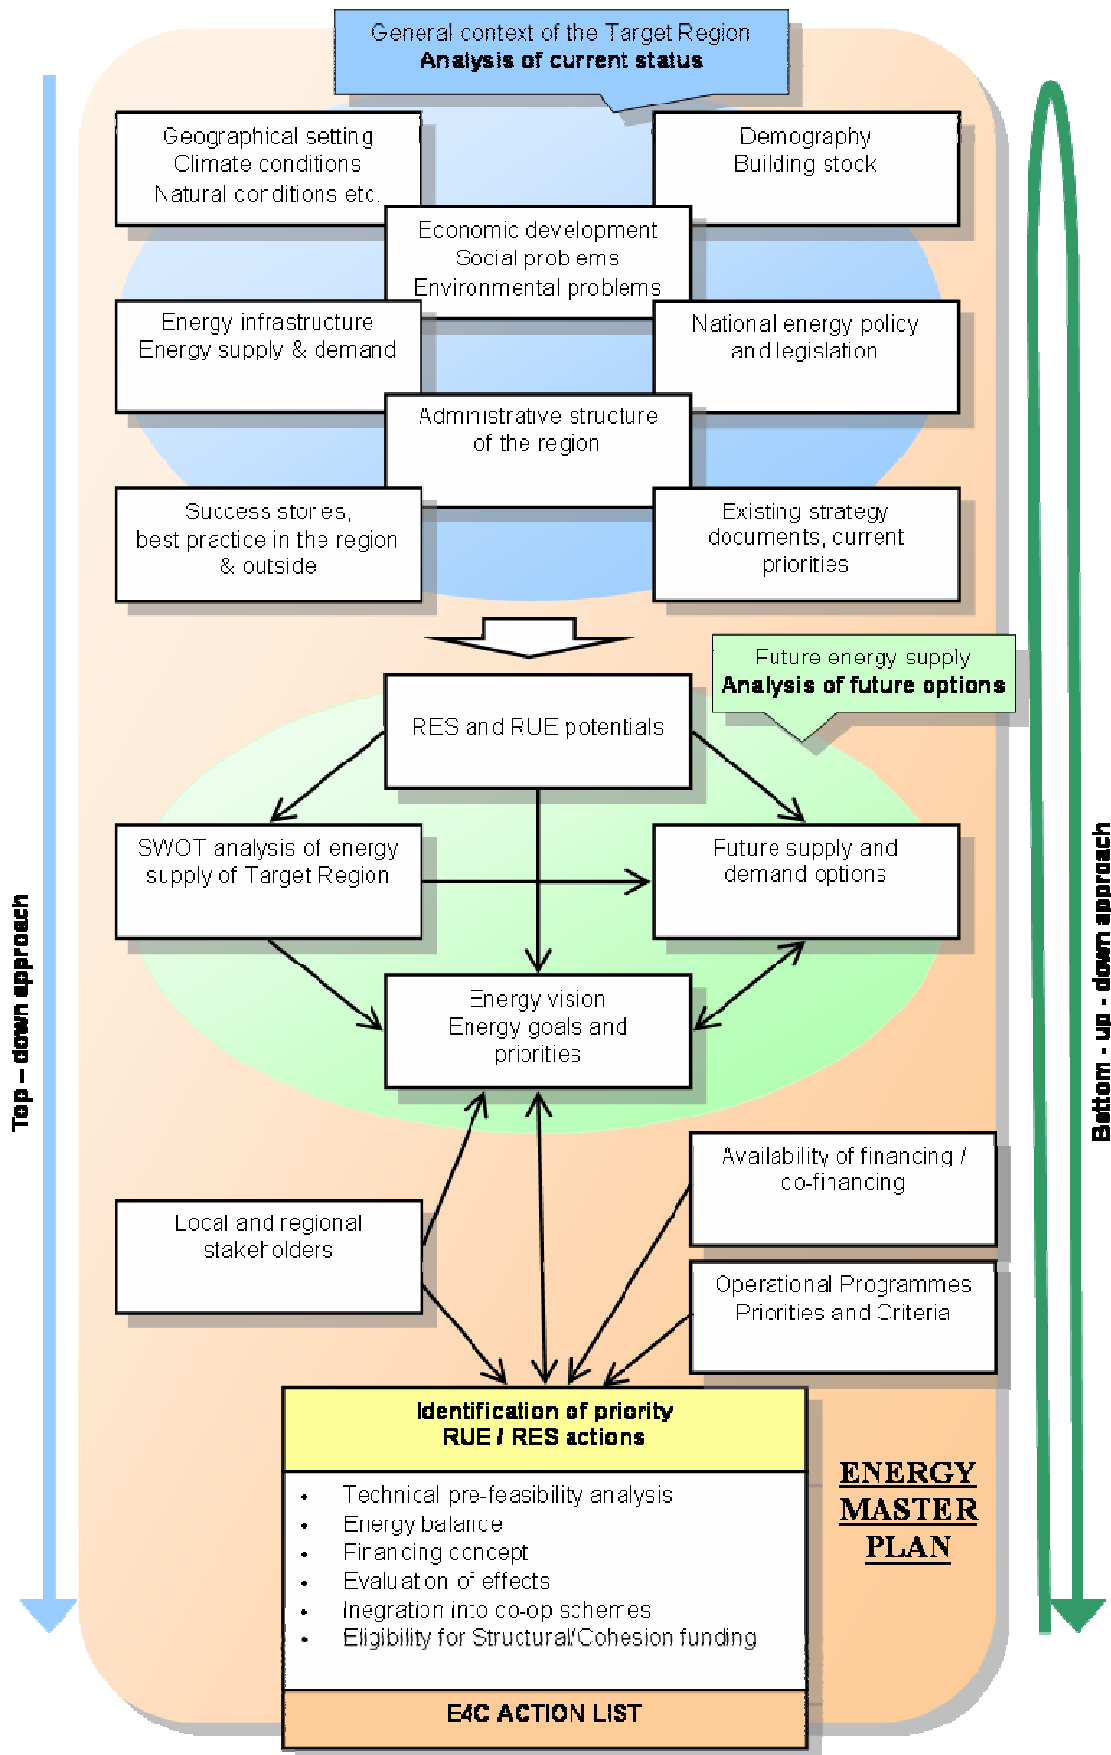 General context of the Target Region
Analysis of current status
Geographical setting
Climate conditions
Natural conditions etc.
Demography
Building stock
Economic development
Social problems
Environmental problems
Energy infrastructure
Energy supply & demand
National energy policy
and legislation
Administrative structure
of the region
Success stories,
best practice in the region
& outside
Existing strategy
documents, current
priorities
Future energy supply
Analysis of future options
RES and RUE potentials
SWOT analysis of energy
supply of Target Region
Future supply and
demand options
Energy vision
Energy goals and
priorities
Top – down approach
Bottom - up - down approach
Availability of financing /
co-financing
Local and regional
stakeholders
Operational Programmes
Priorities and Criteria
Identification of priority
RUE / RES actions
• Technical pre-feasibility analysis
• Energy balance
• Financing concept
• Evaluation of effects
• Inegration into co-op schemes
• Eligibility for Structural/Cohesion funding
ENERGY
MASTER
PLAN
E4C ACTION LIST